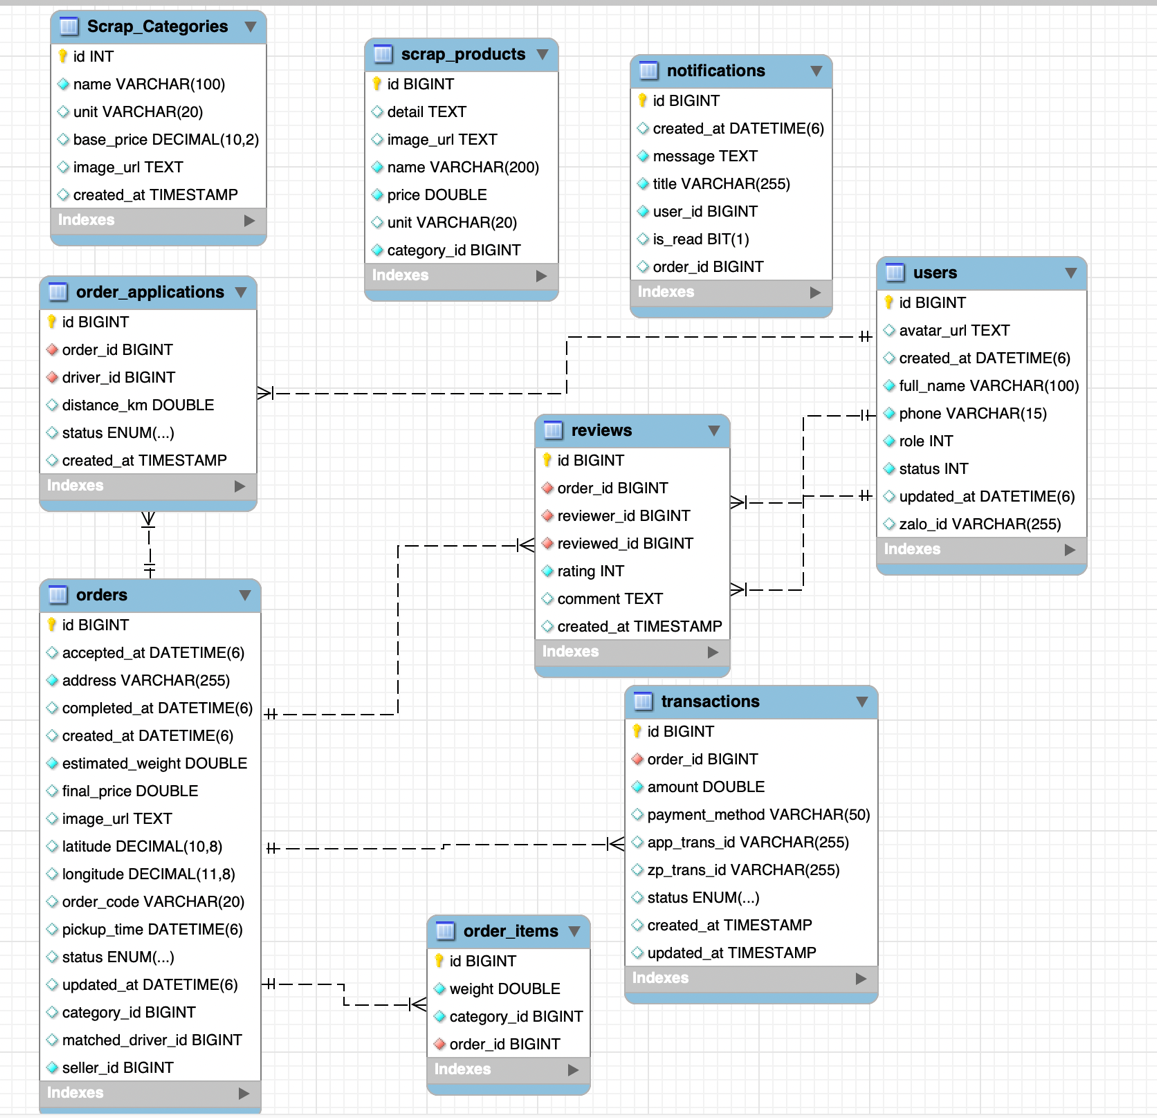 Scrap_Categories
id INT
name VARCHAR(100)
unit VARCHAR(20)
base_price DECIMAL(10,2)
image_url TEXT
created_at TIMESTAMP
Indexes
scrap_products
id BIGINT
detail TEXT
image_url TEXT
name VARCHAR(200)
price DOUBLE
unit VARCHAR(20)
category_id BIGINT
Indexes
notifications
id BIGINT
created_at DATETIME(6)
message TEXT
title VARCHAR(255)
user_id BIGINT
is_read BIT(1)
order_id BIGINT
Indexes
users
id BIGINT
avatar_url TEXT
created_at DATETIME(6)
full_name VARCHAR(100)
phone VARCHAR(15)
role INT
status INT
updated_at DATETIME(6)
zalo_id VARCHAR(255)
Indexes
order_applications
id BIGINT
order_id BIGINT
driver_id BIGINT
distance_km DOUBLE
status ENUM(...)
created_at TIMESTAMP
Indexes
reviews
id BIGINT
order_id BIGINT
reviewer_id BIGINT
reviewed_id BIGINT
rating INT
comment TEXT
created_at TIMESTAMP
Indexes
orders
id BIGINT
accepted_at DATETIME(6)
address VARCHAR(255)
completed_at DATETIME(6)
created_at DATETIME(6)
estimated_weight DOUBLE
final_price DOUBLE
image_url TEXT
latitude DECIMAL(10,8)
longitude DECIMAL(11,8)
order_code VARCHAR(20)
pickup_time DATETIME(6)
status ENUM(...)
updated_at DATETIME(6)
category_id BIGINT
matched_driver_id BIGINT
seller_id BIGINT
Indexes
transactions
id BIGINT
order_id BIGINT
amount DOUBLE
payment_method VARCHAR(50)
app_trans_id VARCHAR(255)
zp_trans_id VARCHAR(255)
status ENUM(...)
created_at TIMESTAMP
updated_at TIMESTAMP
Indexes
order_items
id BIGINT
weight DOUBLE
category_id BIGINT
order_id BIGINT
Indexes